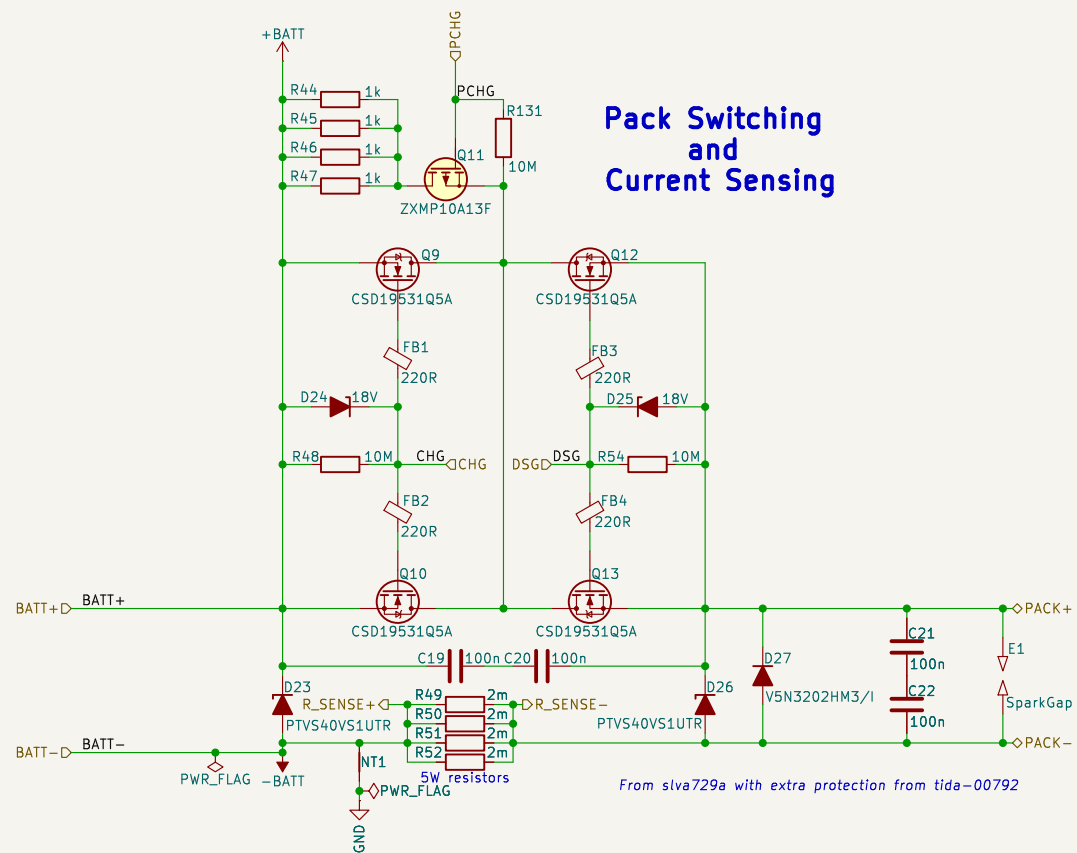 +BATT
PCHG
R44 1k
PCHG
R131
R45 1k
R46 1k
Q11
10M
R47 1k
ZXMP10A13F
Pack Switching
and
Current Sensing
Q9
CSD19531Q5A
Q12
CSD19531Q5A
FB1
220R
FB3
220R
D24 18V
D25 18V
R48 10M
CHG CHG
DSG DSG
R54 10M
FB2
220R
FB4
220R
Q10
CSD19531Q5A
Q13
CSD19531Q5A
BATT+ BATT+
PACK+
C19 100n C20 100n
C21
100n
E1
D27
V5N3202HM3/I
D23
PTVS40VS1UTR
R_SENSE+
R49 2m
R_SENSE-
R50 2m
R51 2m
R52 2m
D26
PTVS40VS1UTR
C22
100n
SparkGap
BATT- BATT-
PACK-
PWR_FLAG
-BATT
NT1
5W resistors
PWR_FLAG
GND
From slva729a with extra protection from tida-00792